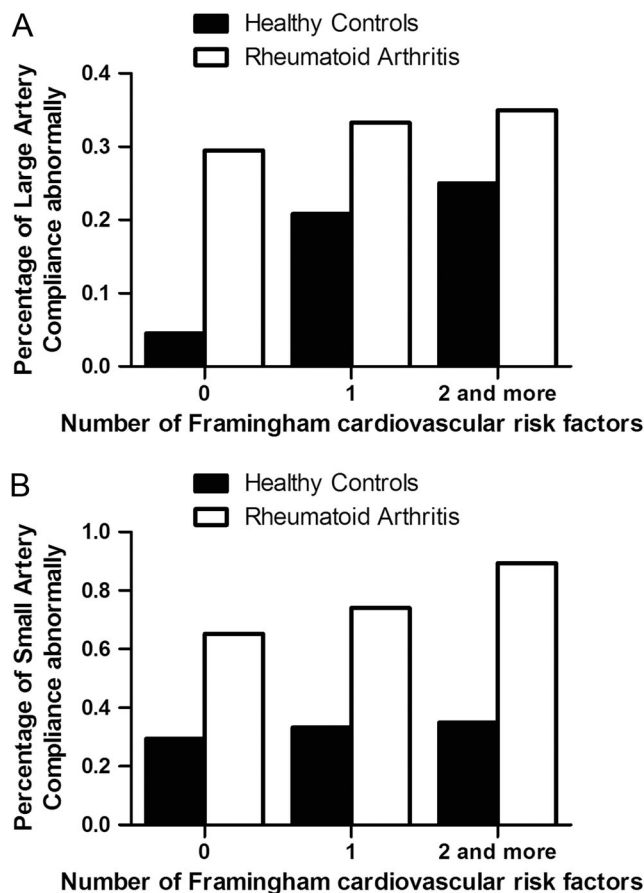 A
Healthy Controls
Rheumatoid Arthritis
Percentage of Large Artery
Compliance abnormally
0.4
0.3
0.2
0.1
0.0
0 1 2 and more
Number of Framingham cardiovascular risk factors
B
Healthy Controls
Rheumatoid Arthritis
Percentage of Small Artery
Compliance abnormally
1.0
0.8
0.6
0.4
0.2
0.0
0 1 2 and more
Number of Framingham cardiovascular risk factors